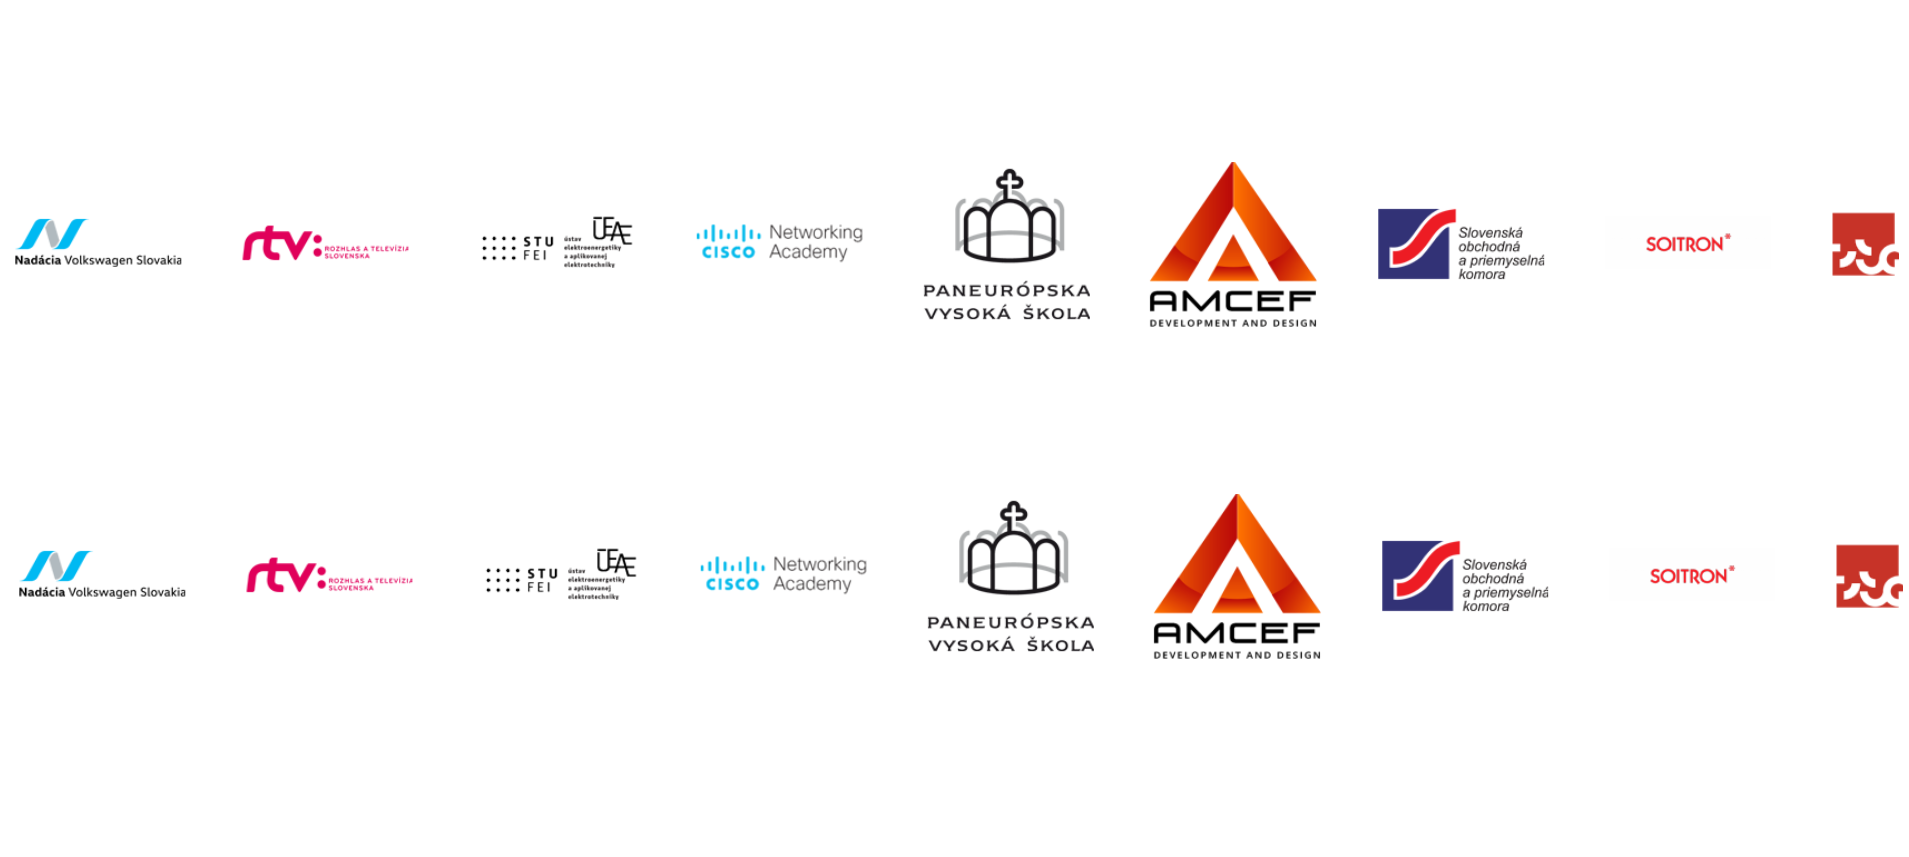 Nadácia Volkswagen Slovakia
rtv:
ROZHLAS A TELEVÍZIA
SLOVENSKA
STU
FEI
ústav
elektroenergetiky
a aplikovanej
elektrotechniky
ÚEAE
CISCO
Networking
Academy
PANEURÓPSKA
VYSOKÁ ŠKOLA
AMCEF
DEVELOPMENT AND DESIGN
Slovenská
obchodná
a priemyselná
komora
SOITRON*
Nadácia Volkswagen Slovakia
rtv:
ROZHLAS A TELEVÍZIA
SLOVENSKA
STU
FEI
ústav
elektroenergetiky
a aplikovanej
elektrotechniky
ÚEAE
CISCO
Networking
Academy
PANEURÓPSKA
VYSOKÁ ŠKOLA
AMCEF
DEVELOPMENT AND DESIGN
Slovenská
obchodná
a priemyselná
komora
SOITRON*